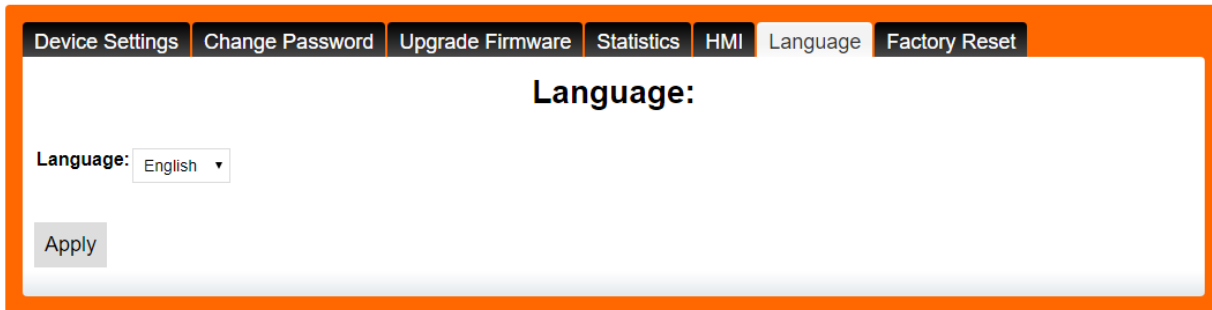 Device Settings Change Password Upgrade Firmware Statistics HMI Language Factory Reset
Language:
Language: English
Apply